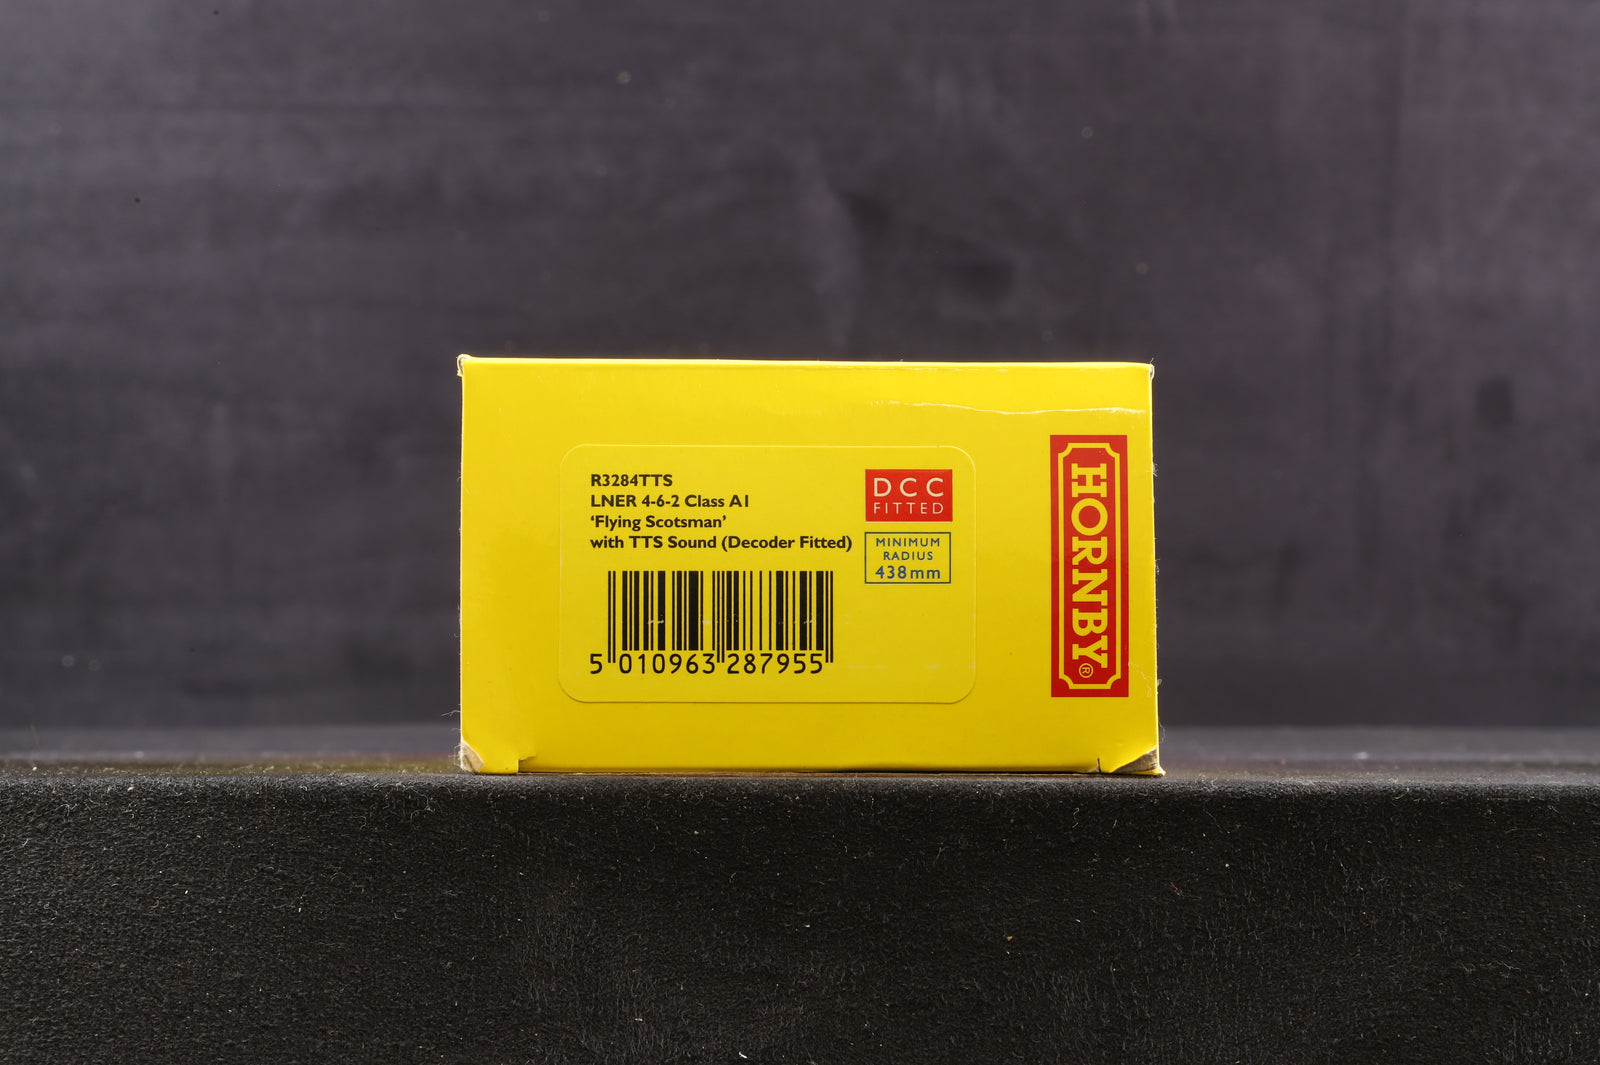 R3284TTS
LNER 4-6-2 Class A1
‘Flying Scotsman’
with TTS Sound (Decoder Fitted)
5 010963 287955
DCC
FITTED
MINIMUM
RADIUS
438mm
HORNBY®